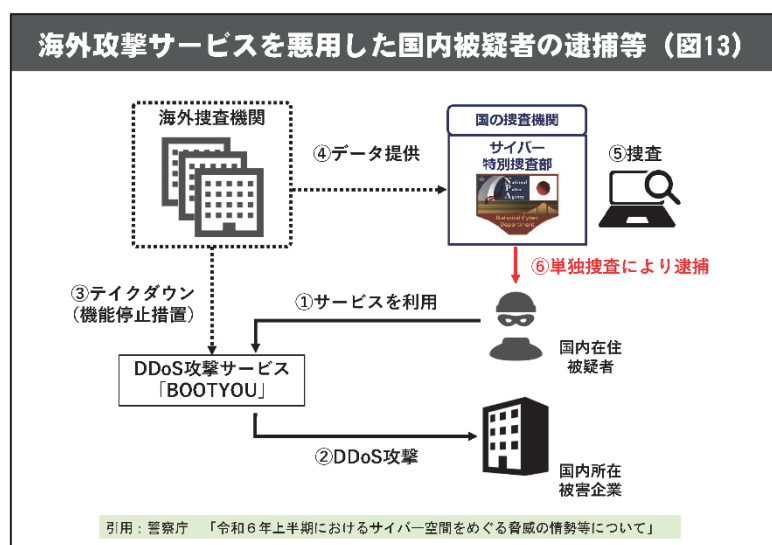 海外攻撃サービスを悪用した国内被疑者の逮捕等（図13）
海外捜査機関
④データ提供
国の捜査機関
サイバー
特別捜査部
National
Police
Agency
National Cyber
Department
⑤捜査
⑥単独捜査により逮捕
③テイクダウン
（機能停止措置）
①サービスを利用
国内在住
被疑者
DDoS攻撃サービス
「BOOTYOU」
②DDoS攻撃
国内所在
被害企業
引用：警察庁　「令和６年上半期におけるサイバー空間をめぐる脅威の情勢等について」